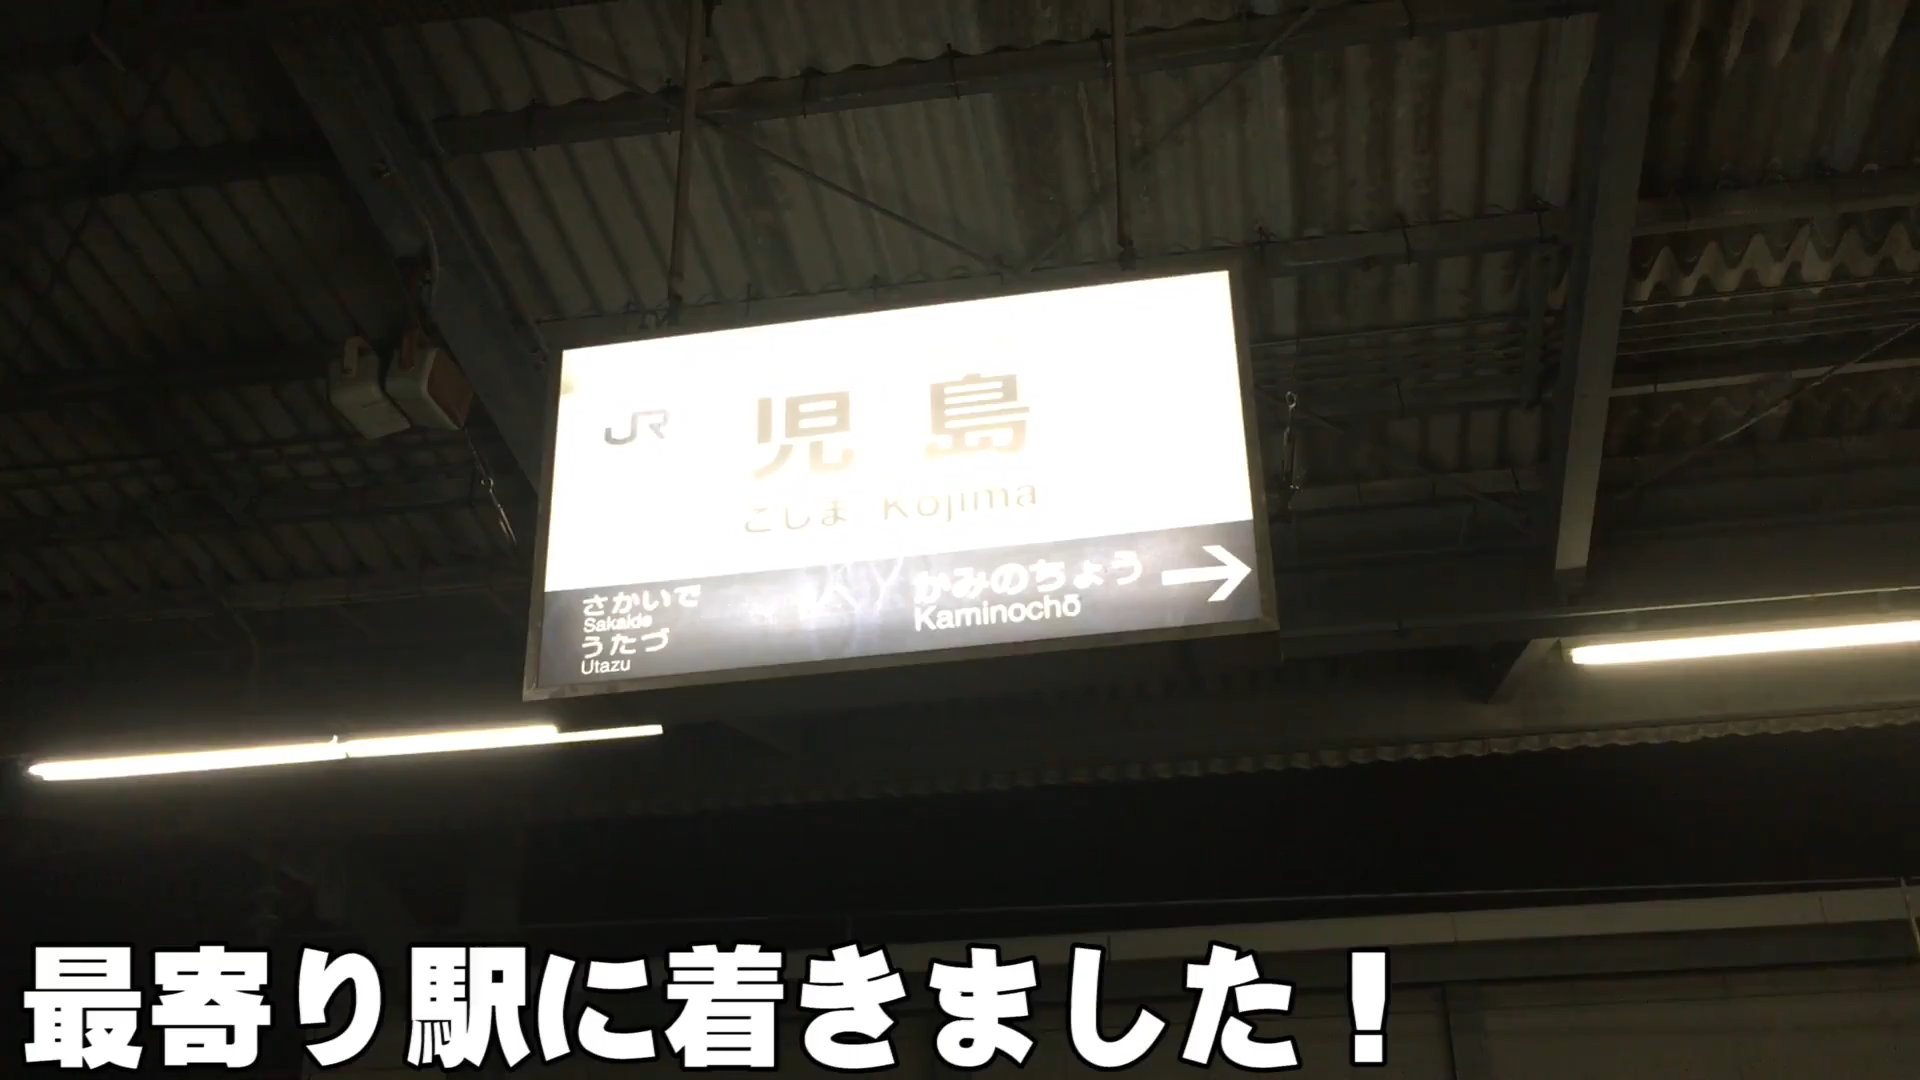 JR
児島
こしま Kojima
さかいで
Sakaide
うたづ
Utazu
かみのちょう →
Kaminochō
最寄り駅に着きました！